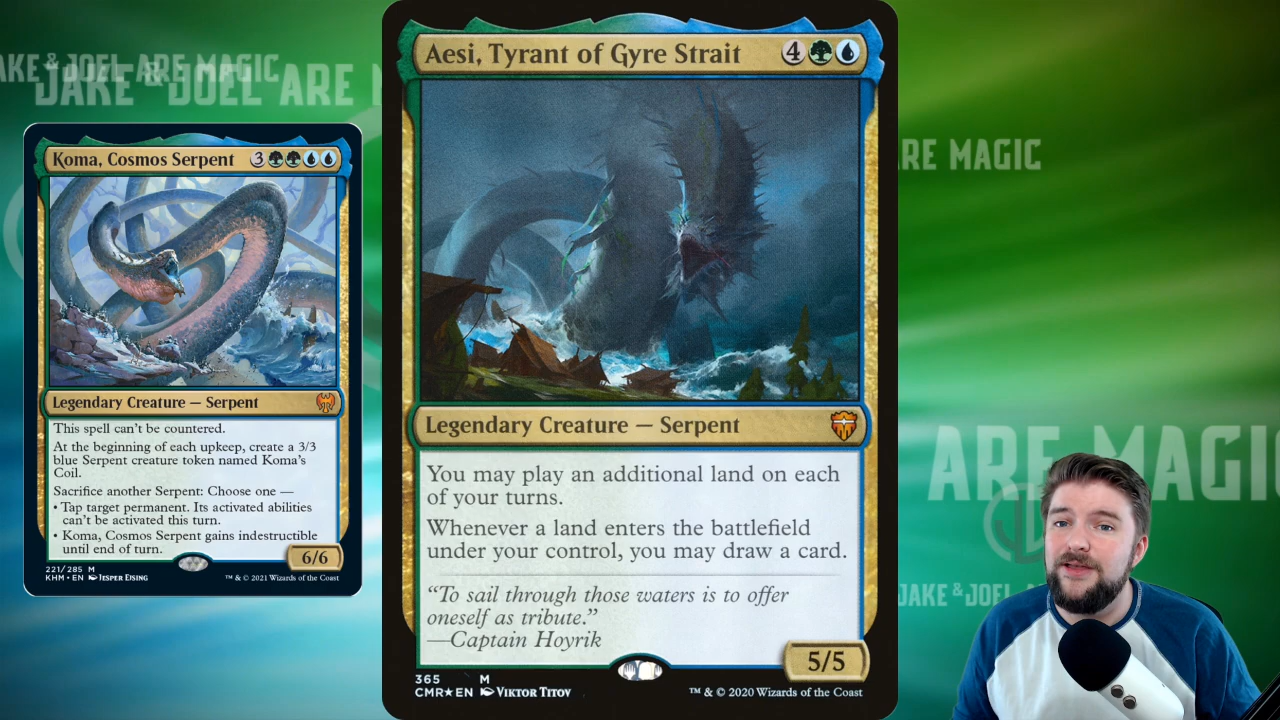 AKE & JOEL ARE MAGIC
JAKE & JOEL ARE M
ARE MAGIC
Koma, Cosmos Serpent 3
Legendary Creature — Serpent
This spell can't be countered.
At the beginning of each upkeep, create a 3/3
blue Serpent creature token named Koma's
Coil.
Sacrifice another Serpent: Choose one —
• Tap target permanent. Its activated abilities
can't be activated this turn.
• Koma, Cosmos Serpent gains indestructible
until end of turn.
6/6
221/285 M
KHM • EN Jesper Ejsing
™ & © 2021 Wizards of the Coast
Aesi, Tyrant of Gyre Strait 4
Legendary Creature — Serpent
You may play an additional land on each
of your turns.
Whenever a land enters the battlefield
under your control, you may draw a card.
“To sail through those waters is to offer
oneself as tribute.”
—Captain Hoyrik
5/5
365 M
CMR★EN Viktor Titov
™ & © 2020 Wizards of the Coast
ARE MAGIC
JAKE & JOEL